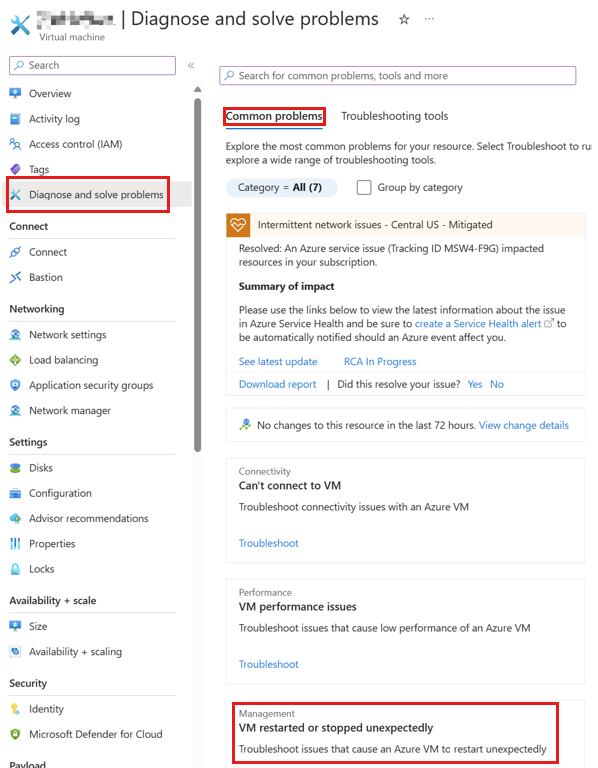 | Diagnose and solve problems
Virtual machine
Search
Overview
Activity log
Access control (IAM)
Tags
Diagnose and solve problems
Connect
Connect
Bastion
Networking
Network settings
Load balancing
Application security groups
Network manager
Settings
Disks
Configuration
Advisor recommendations
Properties
Locks
Availability + scale
Size
Availability + scaling
Security
Identity
Microsoft Defender for Cloud
Payload
Search for common problems, tools and more
Common problems
Troubleshooting tools
Explore the most common problems for your resource. Select Troubleshoot to
explore a wide range of troubleshooting tools.
Category = All (7)
Group by category
Intermittent network issues - Central US - Mitigated
Resolved: An Azure service issue (Tracking ID MSW4-F9G) impacted
resources in your subscription.
Summary of impact
Please use the links below to view the latest information about the issue
in Azure Service Health and be sure to create a Service Health alert to
be automatically notified should an Azure event affect you.
See latest update RCA In Progress
Download report | Did this resolve your issue? Yes No
No changes to this resource in the last 72 hours. View change details
Connectivity
Can't connect to VM
Troubleshoot connectivity issues with an Azure VM
Troubleshoot
Performance
VM performance issues
Troubleshoot issues that cause low performance of an Azure VM
Troubleshoot
Management
VM restarted or stopped unexpectedly
Troubleshoot issues that cause an Azure VM to restart unexpectedly